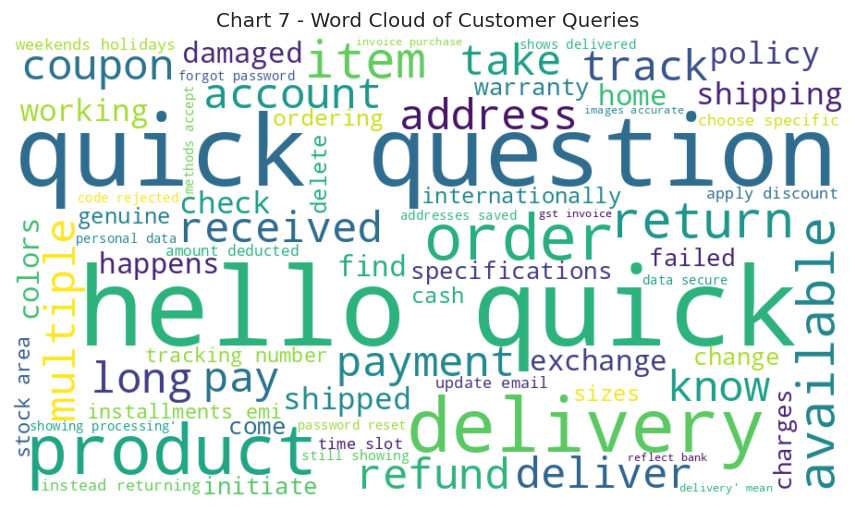 Chart 7 - Word Cloud of Customer Queries
weekends holidays
invoice purchase
shows delivered
coupon
damaged
item
take
track
policy
forgot password
account
warranty
home
shipping
working
methods accept
ordering
address
images accurate
choose specific
quick question
delete
code rejected
check
internationally
apply discount
genuine
received
addresses saved
gst invoice
return
personal data
amount deducted
order
colors
multiple
happens
find
specifications
failed
available
data secure
cash
hello quick
stock area
tracking number
payment
exchange
change
long
pay
update email
know
installments emi
shipped
sizes
charges
showing processing'
come
password reset
delivery
product
time slot
still showing
refund
deliver
reflect bank
instead returning
initiate
delivery' mean